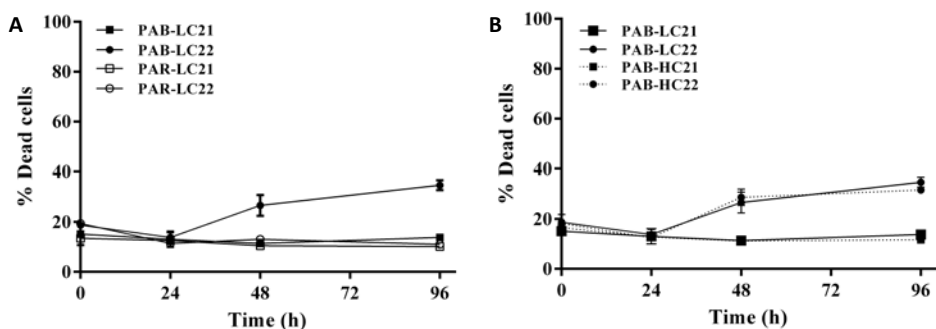 A
% Dead cells
100
80
60
40
20
0
PAB-LC21
PAB-LC22
PAR-LC21
PAR-LC22
0 24 48 72 96
Time (h)
B
% Dead cells
100
80
60
40
20
0
PAB-LC21
PAB-LC22
PAB-HC21
PAB-HC22
0 24 48 72 96
Time (h)